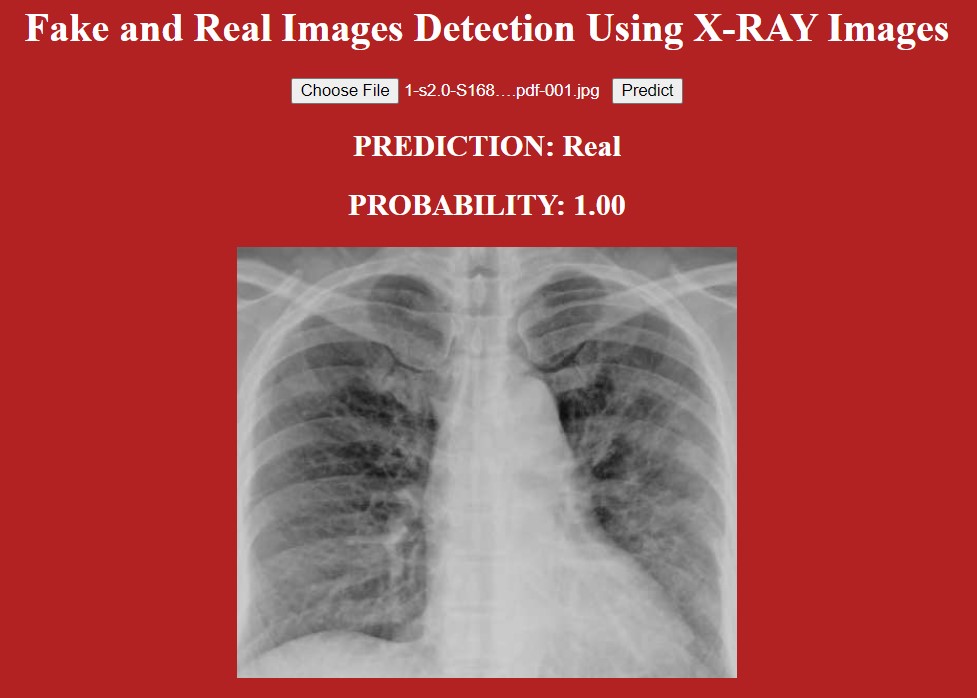 Fake and Real Images Detection Using X-RAY Images
Choose File 1-s2.0-S168....pdf-001.jpg Predict
PREDICTION: Real
PROBABILITY: 1.00